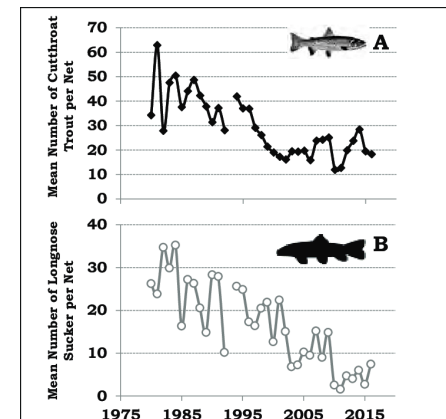 Mean Number of Cutthroat
Trout per Net
70
60
50
40
30
20
10
0
A
Mean Number of Longnose
Sucker per Net
40
30
20
10
0
B
1975 1985 1995 2005 2015